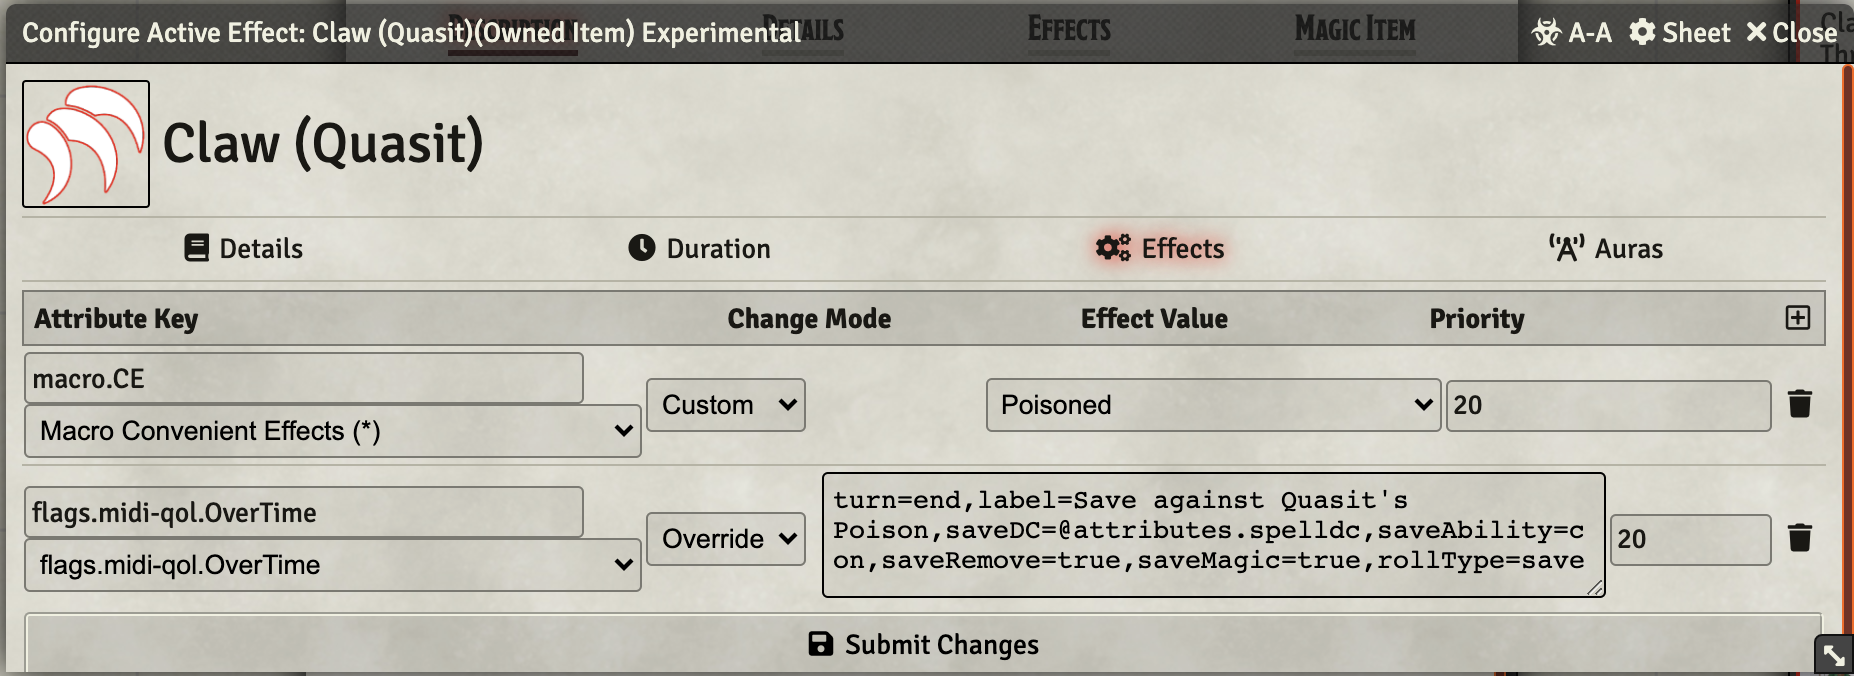 Configure Active Effect: Claw (Quasit)(Owned Item) Experimental
DESCRIPTION DETAILS EFFECTS MAGIC ITEM
A-A Sheet Close
Claw (Quasit)
Details Duration Effects Auras
Attribute Key Change Mode Effect Value Priority
macro.CE
Macro Convenient Effects (*)
Custom Poisoned 20
flags.midi-qol.OverTime
flags.midi-qol.OverTime
Override
turn=end,label=Save against Quasit's
Poison,saveDC=@attributes.spelldc,saveAbility=c
on,saveRemove=true,saveMagic=true,rollType=save
20
Submit Changes